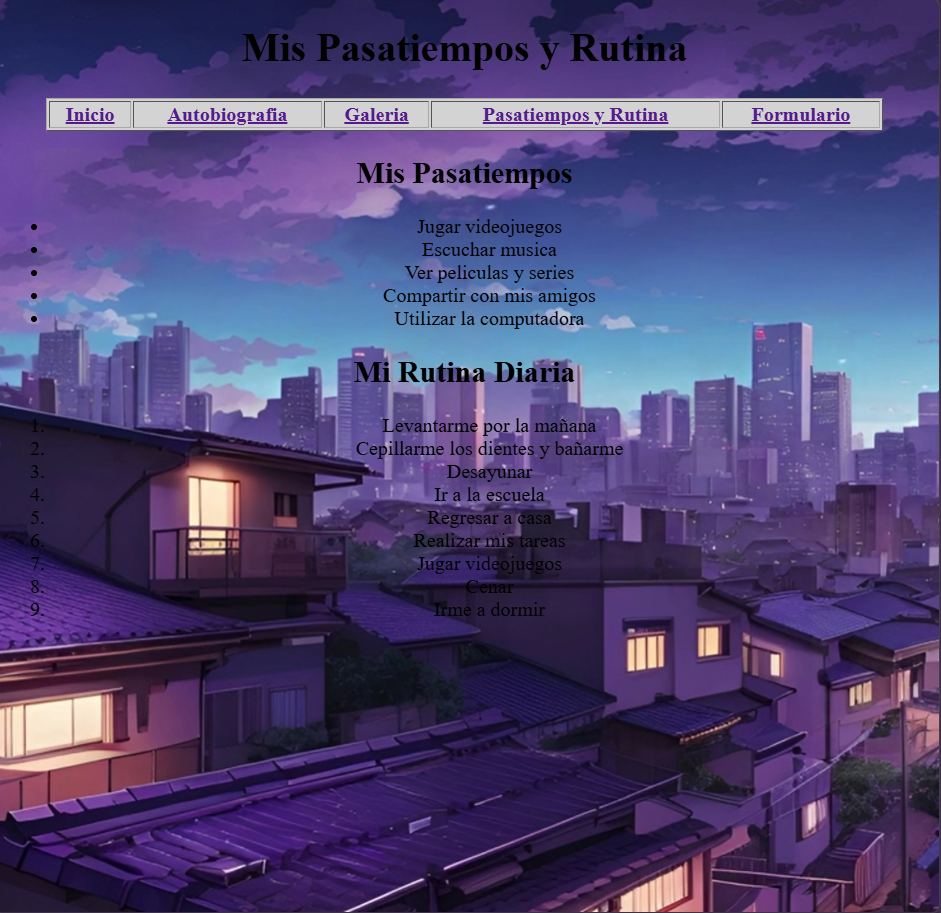 Mis Pasatiempos y Rutina
Inicio Autobiografia Galeria Pasatiempos y Rutina Formulario
Mis Pasatiempos
• Jugar videojuegos
• Escuchar musica
• Ver peliculas y series
• Compartir con mis amigos
• Utilizar la computadora
Mi Rutina Diaria
1. Levantarme por la mañana
2. Cepillarme los dientes y bañarme
3. Desayunar
4. Ir a la escuela
5. Regresar a casa
6. Realizar mis tareas
7. Jugar videojuegos
8. Cenar
9. Irme a dormir